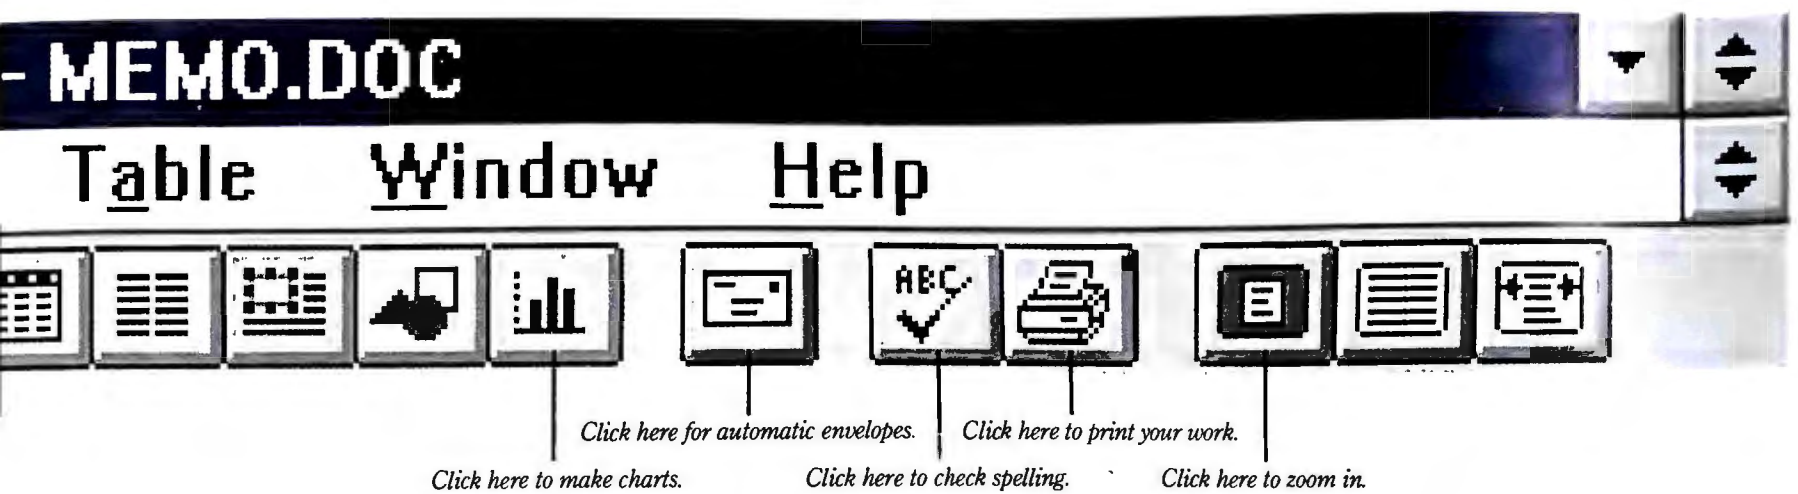 - MEMO.DOC
Table Window Help
ABC
Click here for automatic envelopes. Click here to print your work.
Click here to make charts. Click here to check spelling. Click here to zoom in.